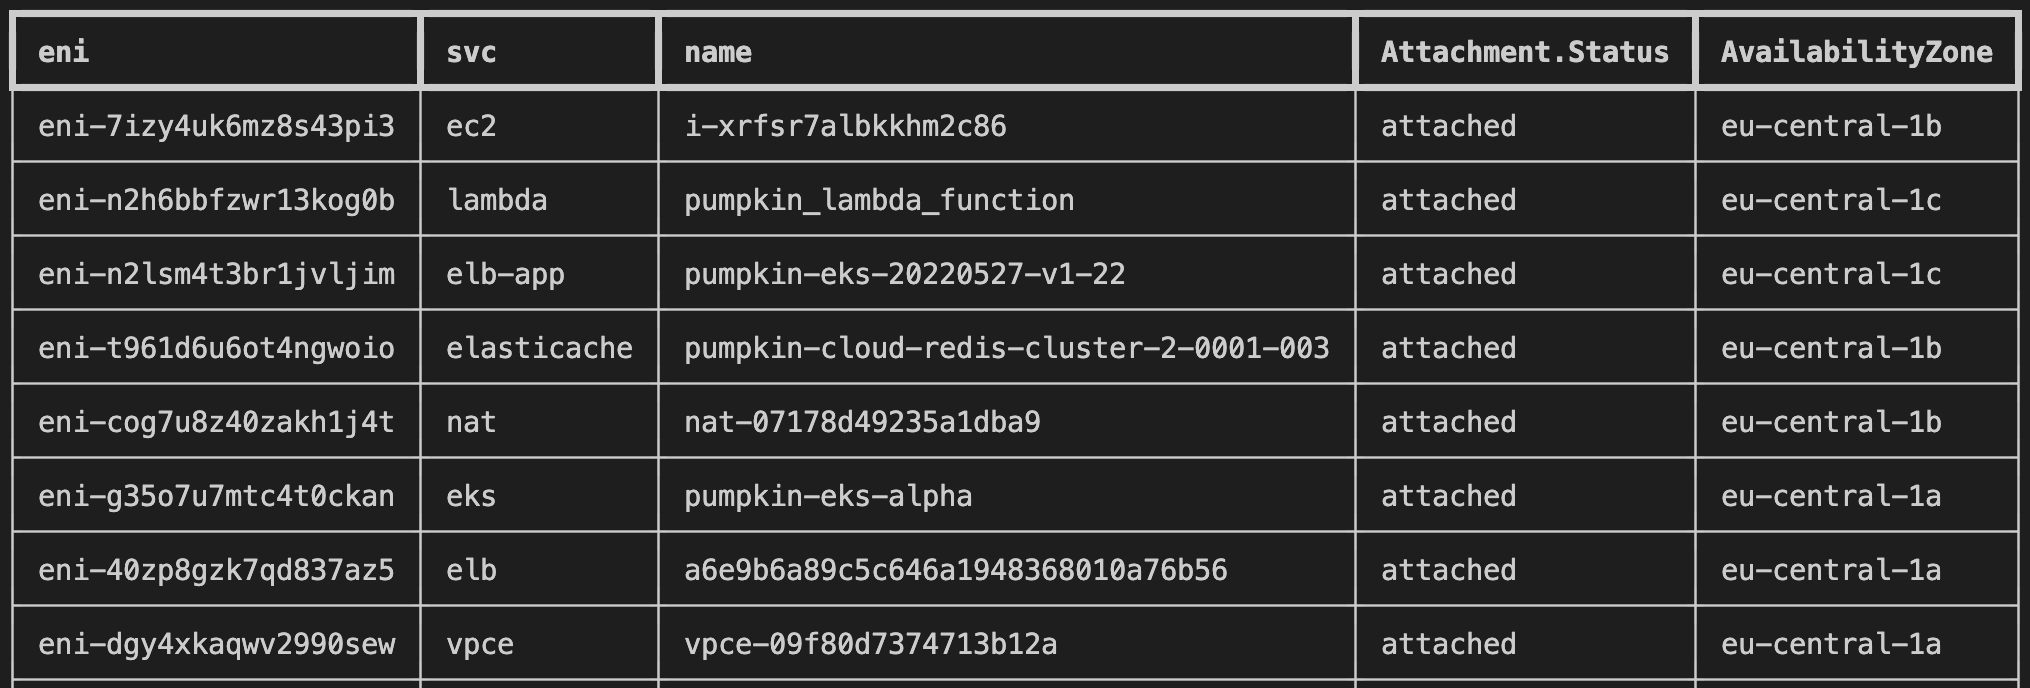 eni svc name Attachment.Status AvailabilityZone
eni-7izy4uk6mz8s43pi3 ec2 i-xrfsr7albkkhm2c86 attached eu-central-1b
eni-n2h6bbfzwr13kog0b lambda pumpkin_lambda_function attached eu-central-1c
eni-n2lsm4t3br1jvljim elb-app pumpkin-eks-20220527-v1-22 attached eu-central-1c
eni-t961d6u6ot4ngwoio elasticache pumpkin-cloud-redis-cluster-2-0001-003 attached eu-central-1b
eni-cog7u8z40zakh1j4t nat nat-07178d49235a1dba9 attached eu-central-1b
eni-g35o7u7mtc4t0ckan eks pumpkin-eks-alpha attached eu-central-1a
eni-40zp8gzk7qd837az5 elb a6e9b6a89c5c646a1948368010a76b56 attached eu-central-1a
eni-dgy4xkaqwv2990sew vpce vpce-09f80d7374713b12a attached eu-central-1a